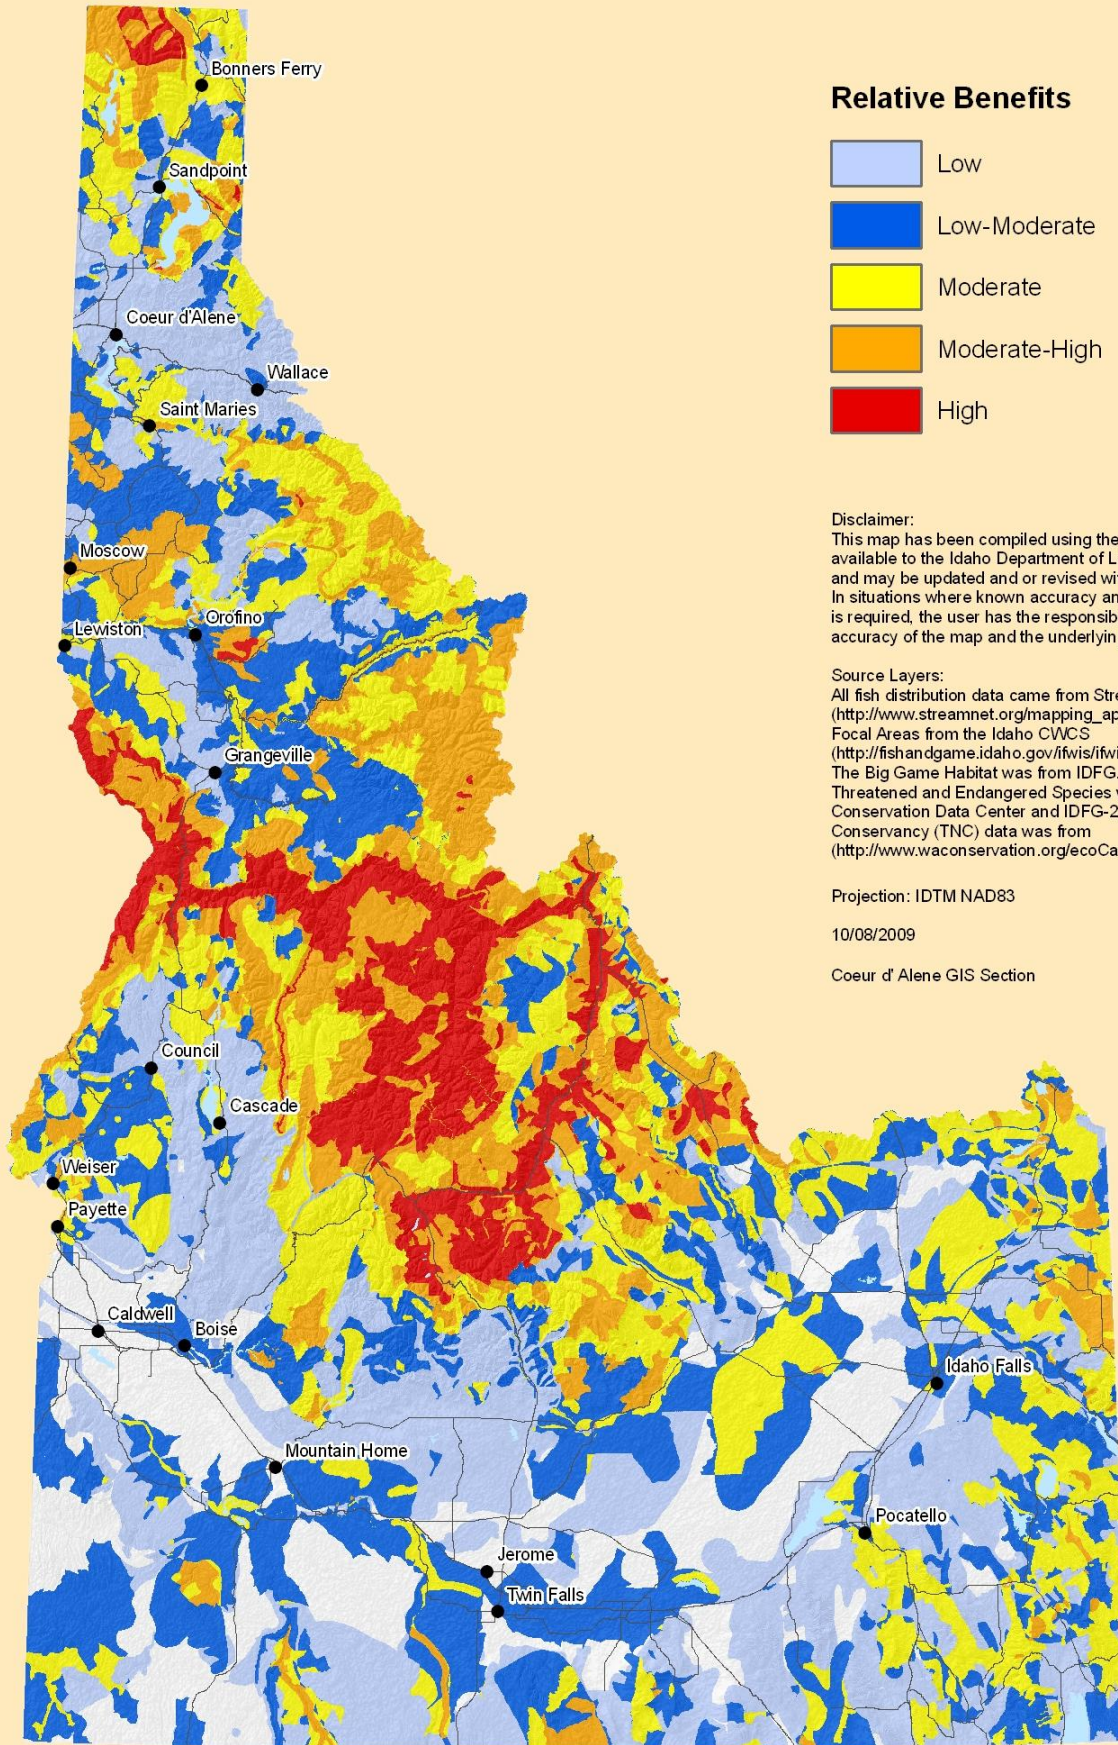 Bonners Ferry
Sandpoint
Coeur d'Alene
Wallace
Saint Maries
Moscow
Orofino
Lewiston
Grangeville
Council
Cascade
Weiser
Payette
Caldwell
Boise
Idaho Falls
Mountain Home
Pocatello
Jerome
Twin Falls
Relative Benefits
Low
Low-Moderate
Moderate
Moderate-High
High
Disclaimer:
This map has been compiled using the
available to the Idaho Department of L
and may be updated and or revised wi
In situations where known accuracy an
is required, the user has the responsib
accuracy of the map and the underlyin
Source Layers:
All fish distribution data came from Stre
(http://www.streamnet.org/mapping_ap
Focal Areas from the Idaho CWCS
(http://fishandgame.idaho.gov/ifwis/ifwi
The Big Game Habitat was from IDFG.
Threatened and Endangered Species
Conservation Data Center and IDFG-2
Conservancy (TNC) data was from
(http://www.waconservation.org/ecoCa
Projection: IDTM NAD83
10/08/2009
Coeur d' Alene GIS Section